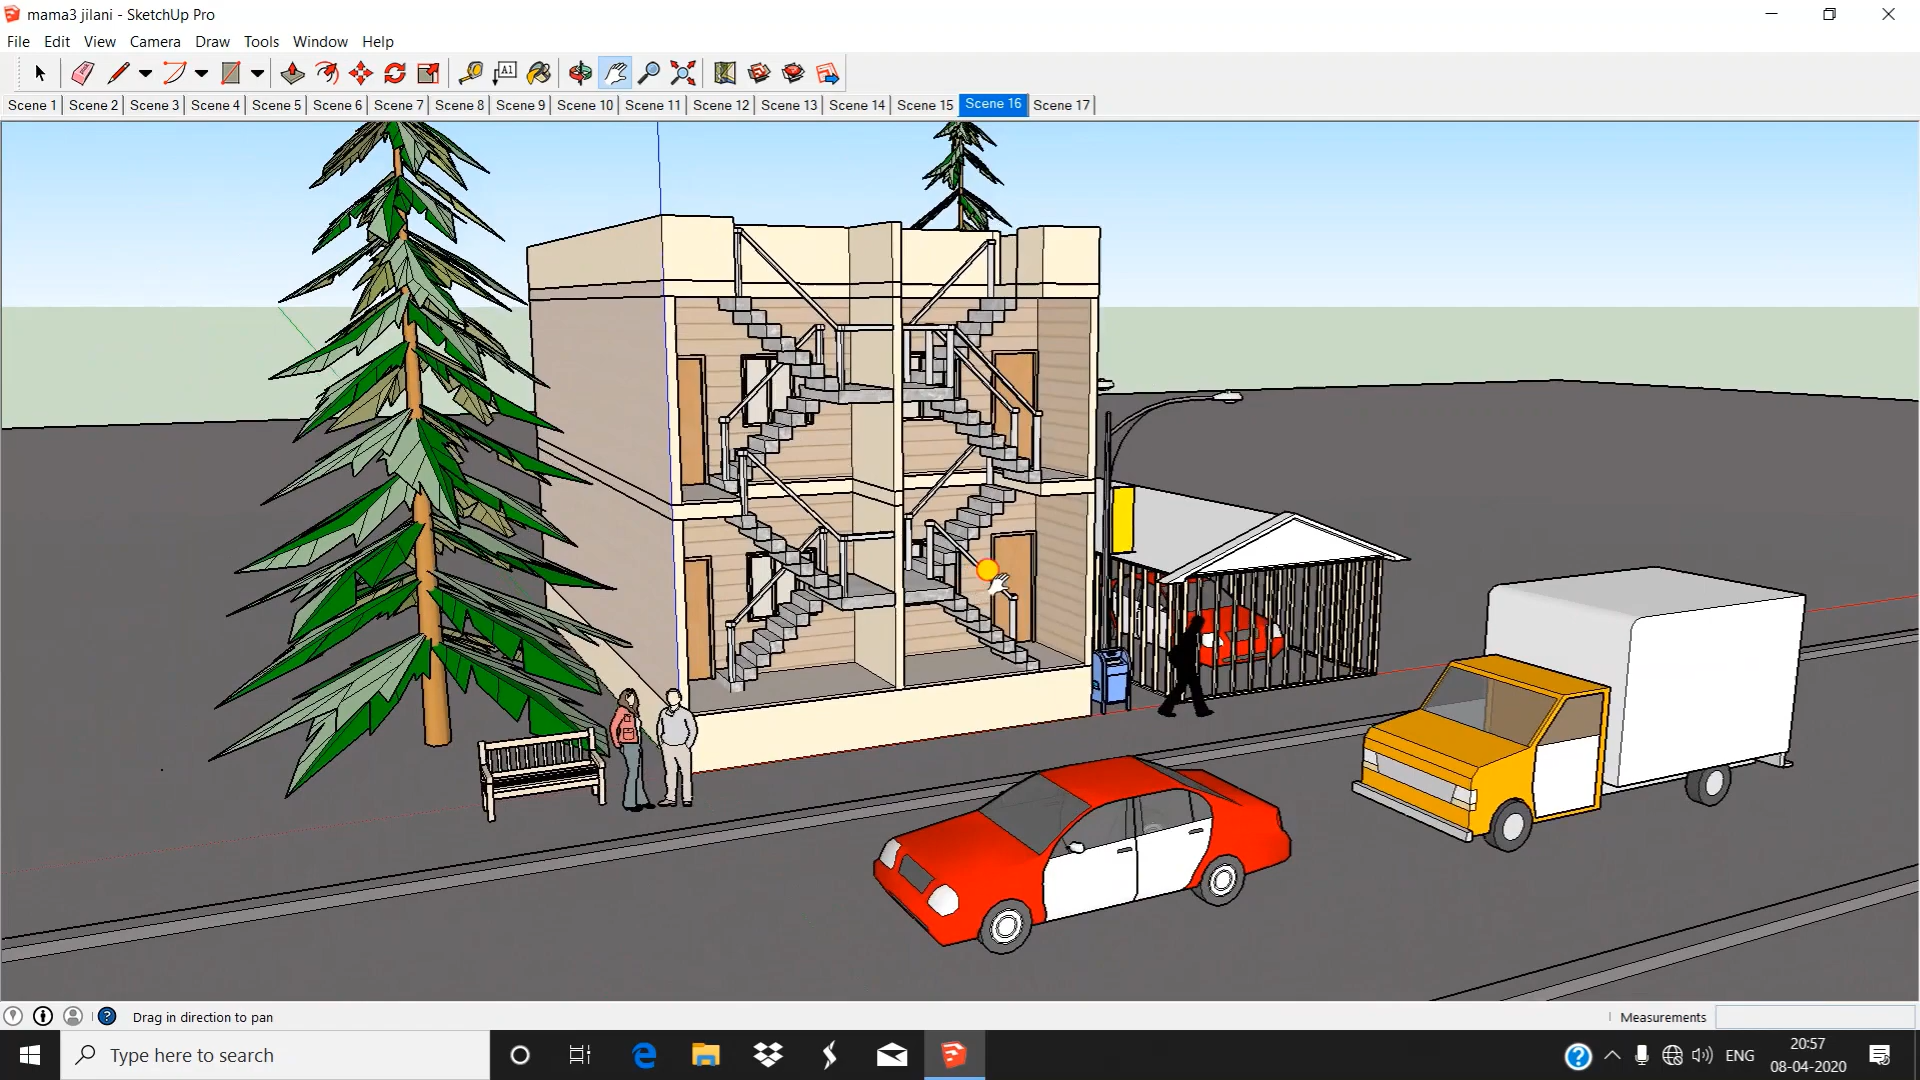 mama3 jilani - SketchUp Pro
File Edit View Camera Draw Tools Window Help
A1
Scene 1 Scene 2 Scene 3 Scene 4 Scene 5 Scene 6 Scene 7 Scene 8 Scene 9 Scene 10 Scene 11 Scene 12 Scene 13 Scene 14 Scene 15 Scene 16 Scene 17
Drag in direction to pan
Measurements
Type here to search
ENG
20:57
08-04-2020